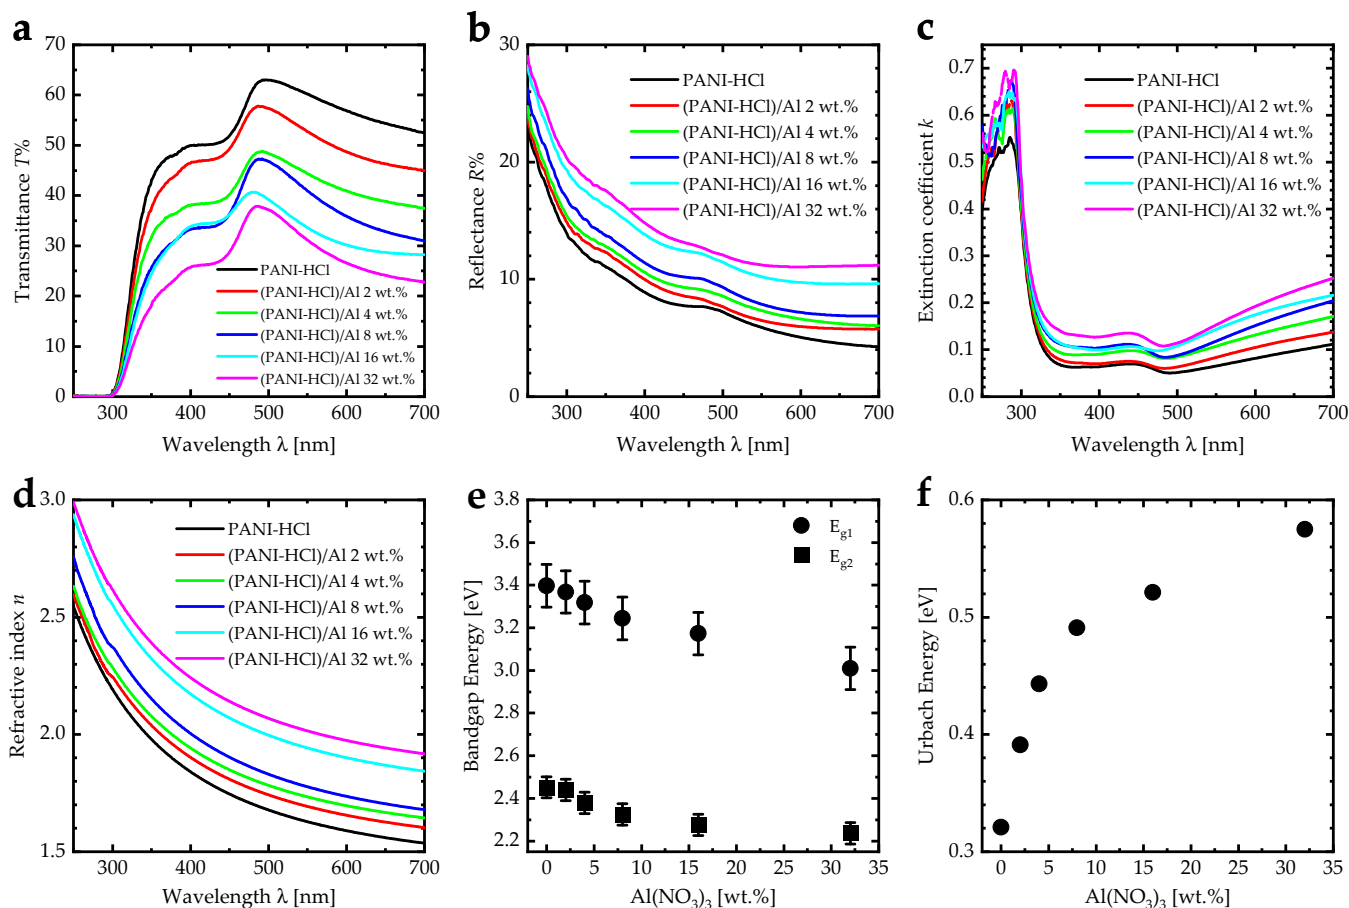 a
70
60
50
40
30
20
10
0
Transmittance T%
300 400 500 600 700
Wavelength λ [nm]
PANI-HCl
(PANI-HCl)/Al 2 wt.%
(PANI-HCl)/Al 4 wt.%
(PANI-HCl)/Al 8 wt.%
(PANI-HCl)/Al 16 wt.%
(PANI-HCl)/Al 32 wt.%
b
30
20
10
0
Reflectance R%
300 400 500 600 700
Wavelength λ [nm]
PANI-HCl
(PANI-HCl)/Al 2 wt.%
(PANI-HCl)/Al 4 wt.%
(PANI-HCl)/Al 8 wt.%
(PANI-HCl)/Al 16 wt.%
(PANI-HCl)/Al 32 wt.%
c
0.7
0.6
0.5
0.4
0.3
0.2
0.1
0.0
Extinction coefficient k
300 400 500 600 700
Wavelength λ [nm]
PANI-HCl
(PANI-HCl)/Al 2 wt.%
(PANI-HCl)/Al 4 wt.%
(PANI-HCl)/Al 8 wt.%
(PANI-HCl)/Al 16 wt.%
(PANI-HCl)/Al 32 wt.%
d
3.0
2.5
2.0
1.5
Refractive index n
300 400 500 600 700
Wavelength λ [nm]
PANI-HCl
(PANI-HCl)/Al 2 wt.%
(PANI-HCl)/Al 4 wt.%
(PANI-HCl)/Al 8 wt.%
(PANI-HCl)/Al 16 wt.%
(PANI-HCl)/Al 32 wt.%
e
3.8
3.6
3.4
3.2
3.0
2.8
2.6
2.4
2.2
Bandgap Energy [eV]
0 5 10 15 20 25 30 35
Al(NO₃)₃ [wt.%]
E_g1
E_g2
f
0.6
0.5
0.4
0.3
Urbach Energy [eV]
0 5 10 15 20 25 30 35
Al(NO₃)₃ [wt.%]